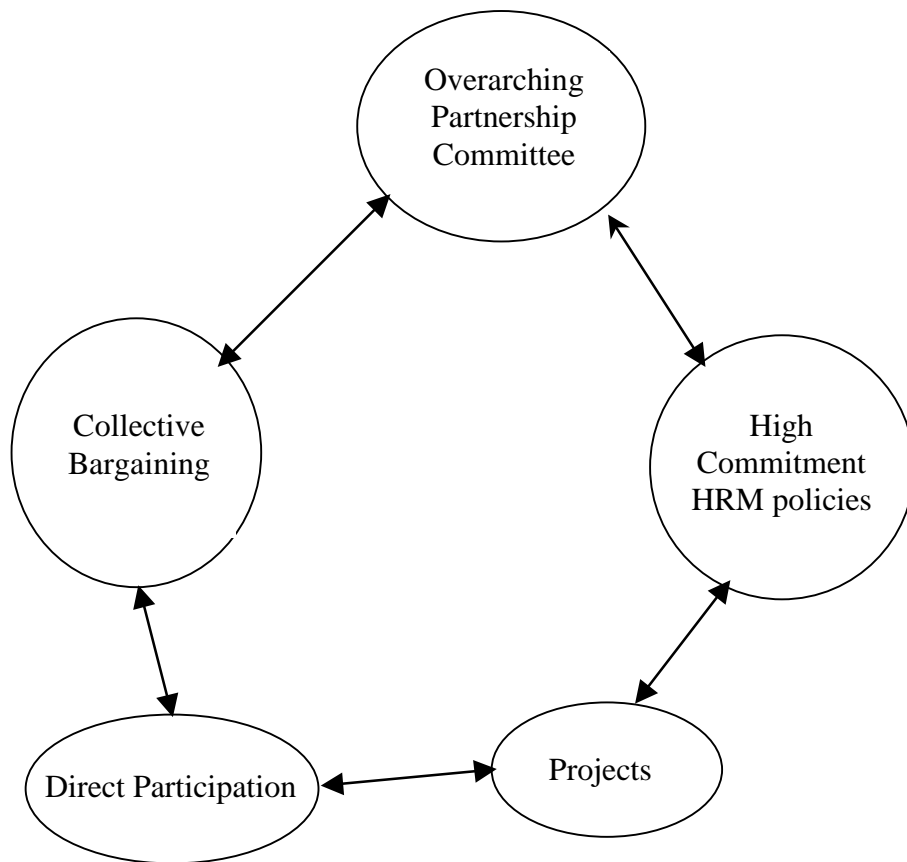 Overarching
Partnership
Committee
Collective
Bargaining
High
Commitment
HRM policies
Direct Participation
Projects